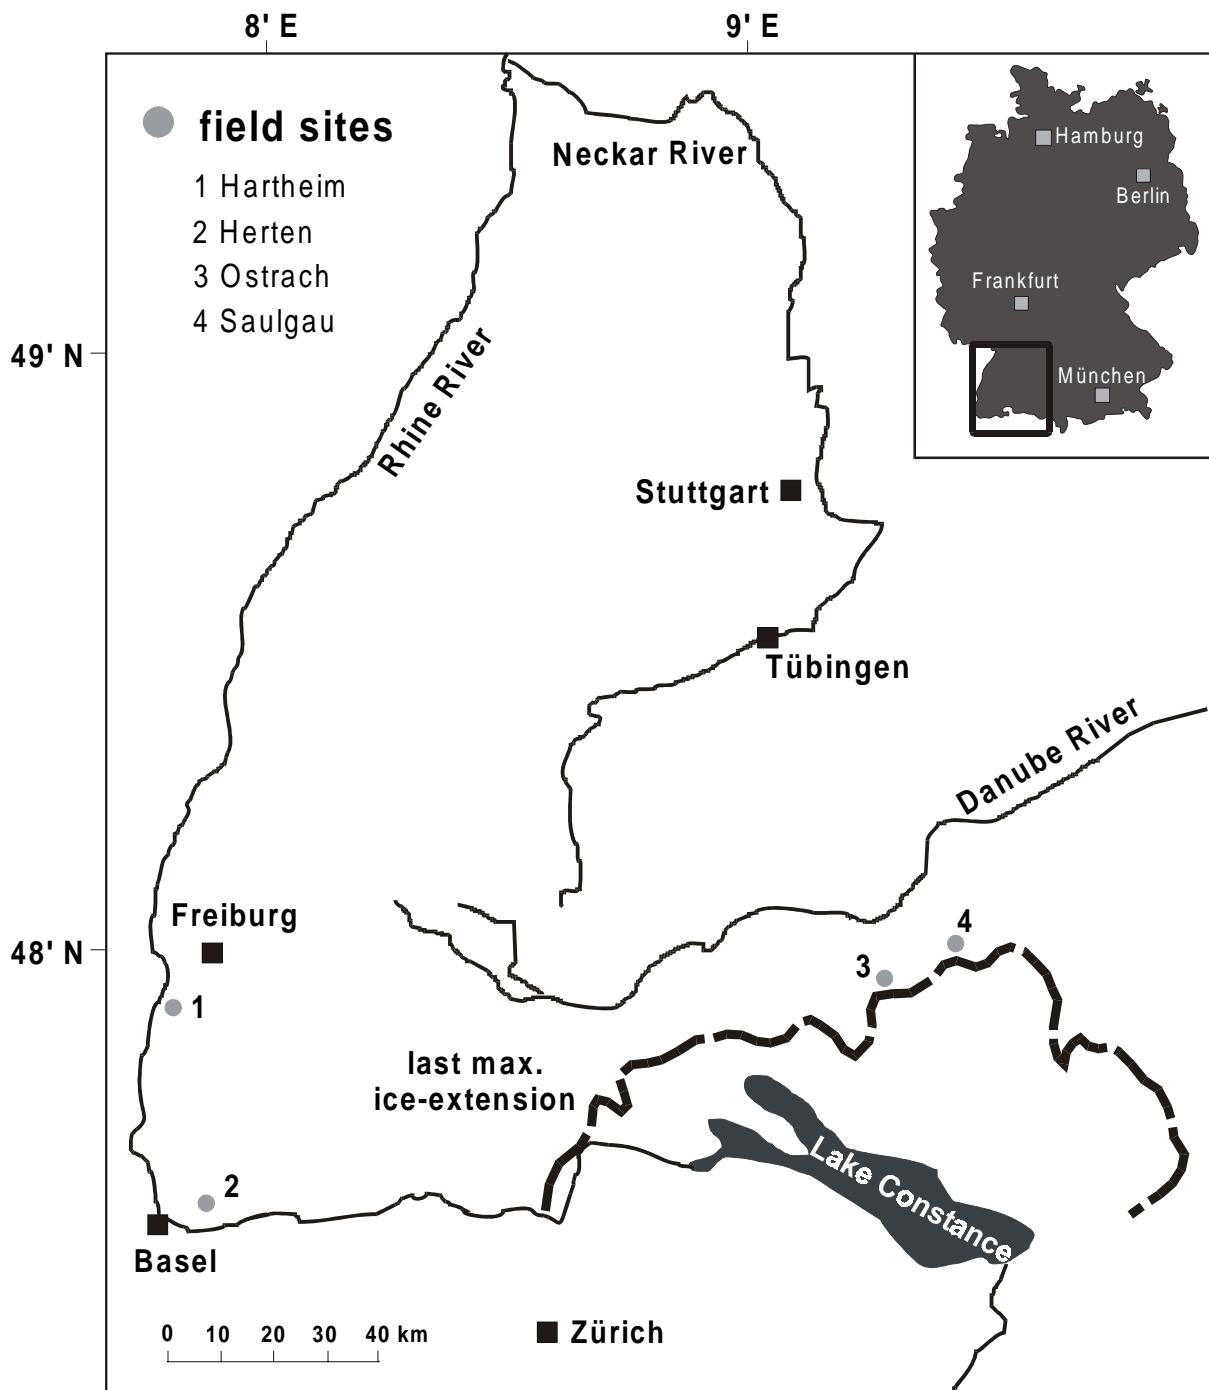 8' E
9' E
field sites
1 Hartheim
2 Herten
3 Ostrach
4 Saulgau
Neckar River
Hamburg
Berlin
Frankfurt
München
49' N
Rhine River
Stuttgart
Tübingen
Danube River
Freiburg
48' N
1
4
3
last max.
ice-extension
Lake Constance
2
Basel
0 10 20 30 40 km
Zürich